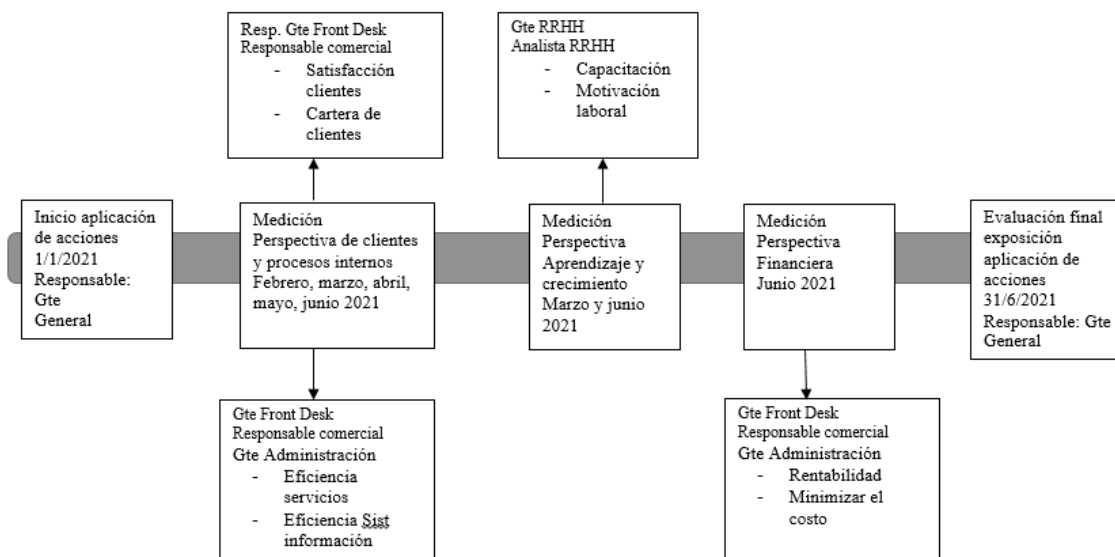 Resp. Gte Front Desk
Responsable comercial
- Satisfacción
clientes
- Cartera de
clientes
Gte RRHH
Analista RRHH
- Capacitación
- Motivación
laboral
Inicio aplicación
de acciones
1/1/2021
Responsable:
Gte
General
Medición
Perspectiva de clientes
y procesos internos
Febrero, marzo, abril,
mayo, junio 2021
Medición
Perspectiva
Aprendizaje y
crecimiento
Marzo y junio
2021
Medición
Perspectiva
Financiera
Junio 2021
Evaluación final
exposición
aplicación de
acciones
31/6/2021
Responsable: Gte
General
Gte Front Desk
Responsable comercial
Gte Administración
- Eficiencia
servicios
- Eficiencia Sist
información
Gte Front Desk
Responsable comercial
Gte Administración
- Rentabilidad
- Minimizar el
costo